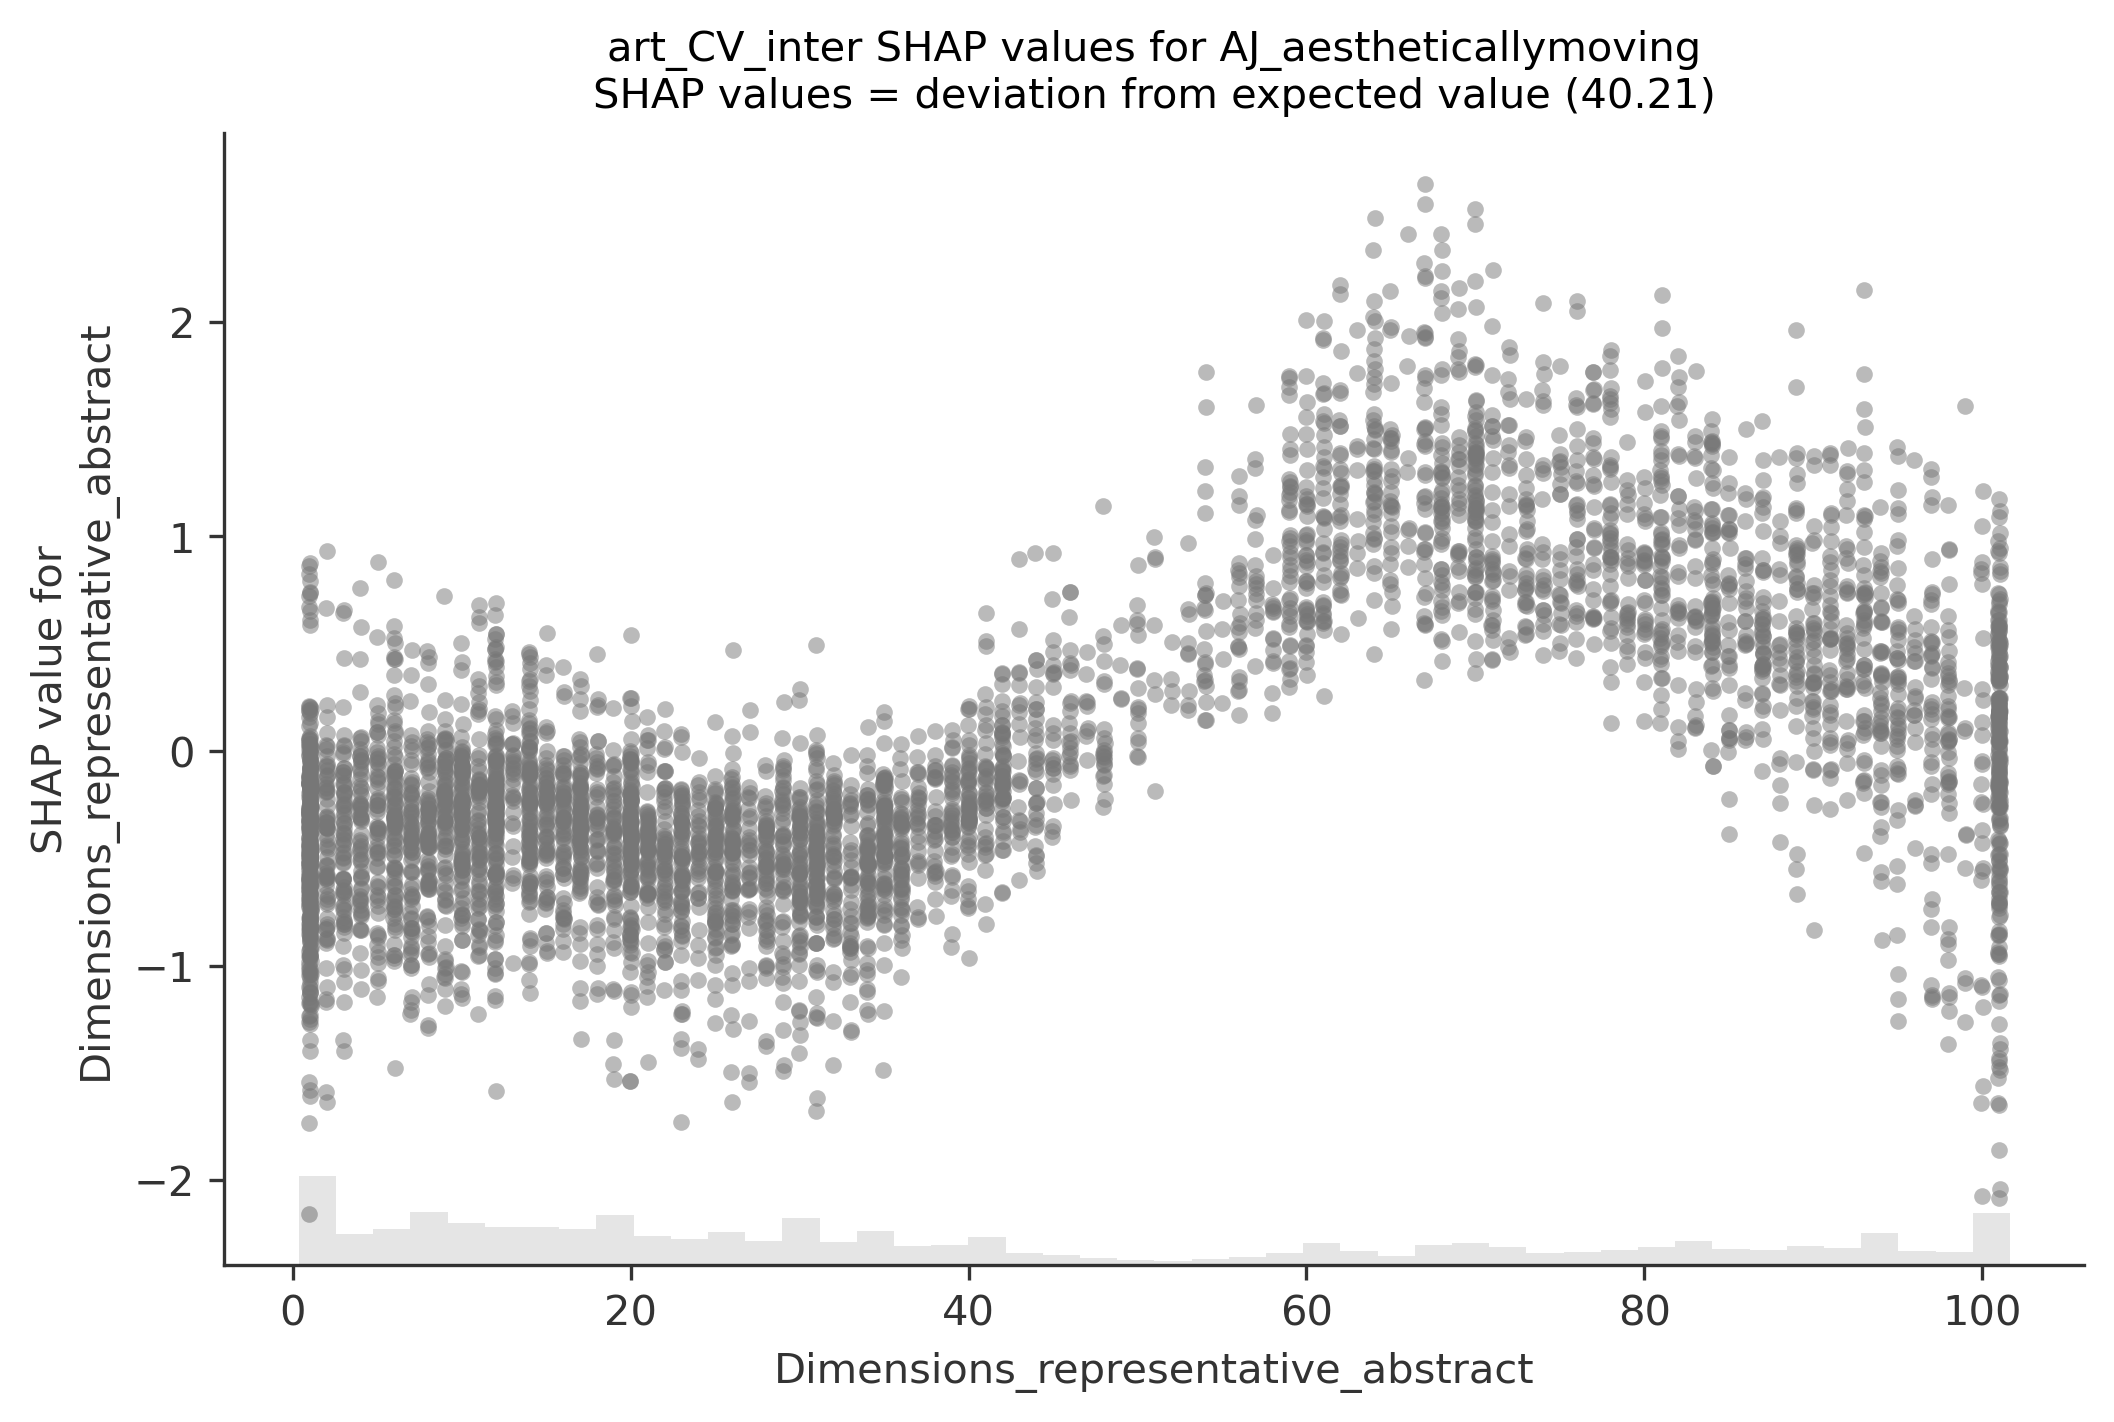 art_CV_inter SHAP values for AJ_aestheticallymoving
SHAP values = deviation from expected value (40.21)
SHAP value for
Dimensions_representative_abstract
2
1
0
−1
−2
0
20
40
60
80
100
Dimensions_representative_abstract